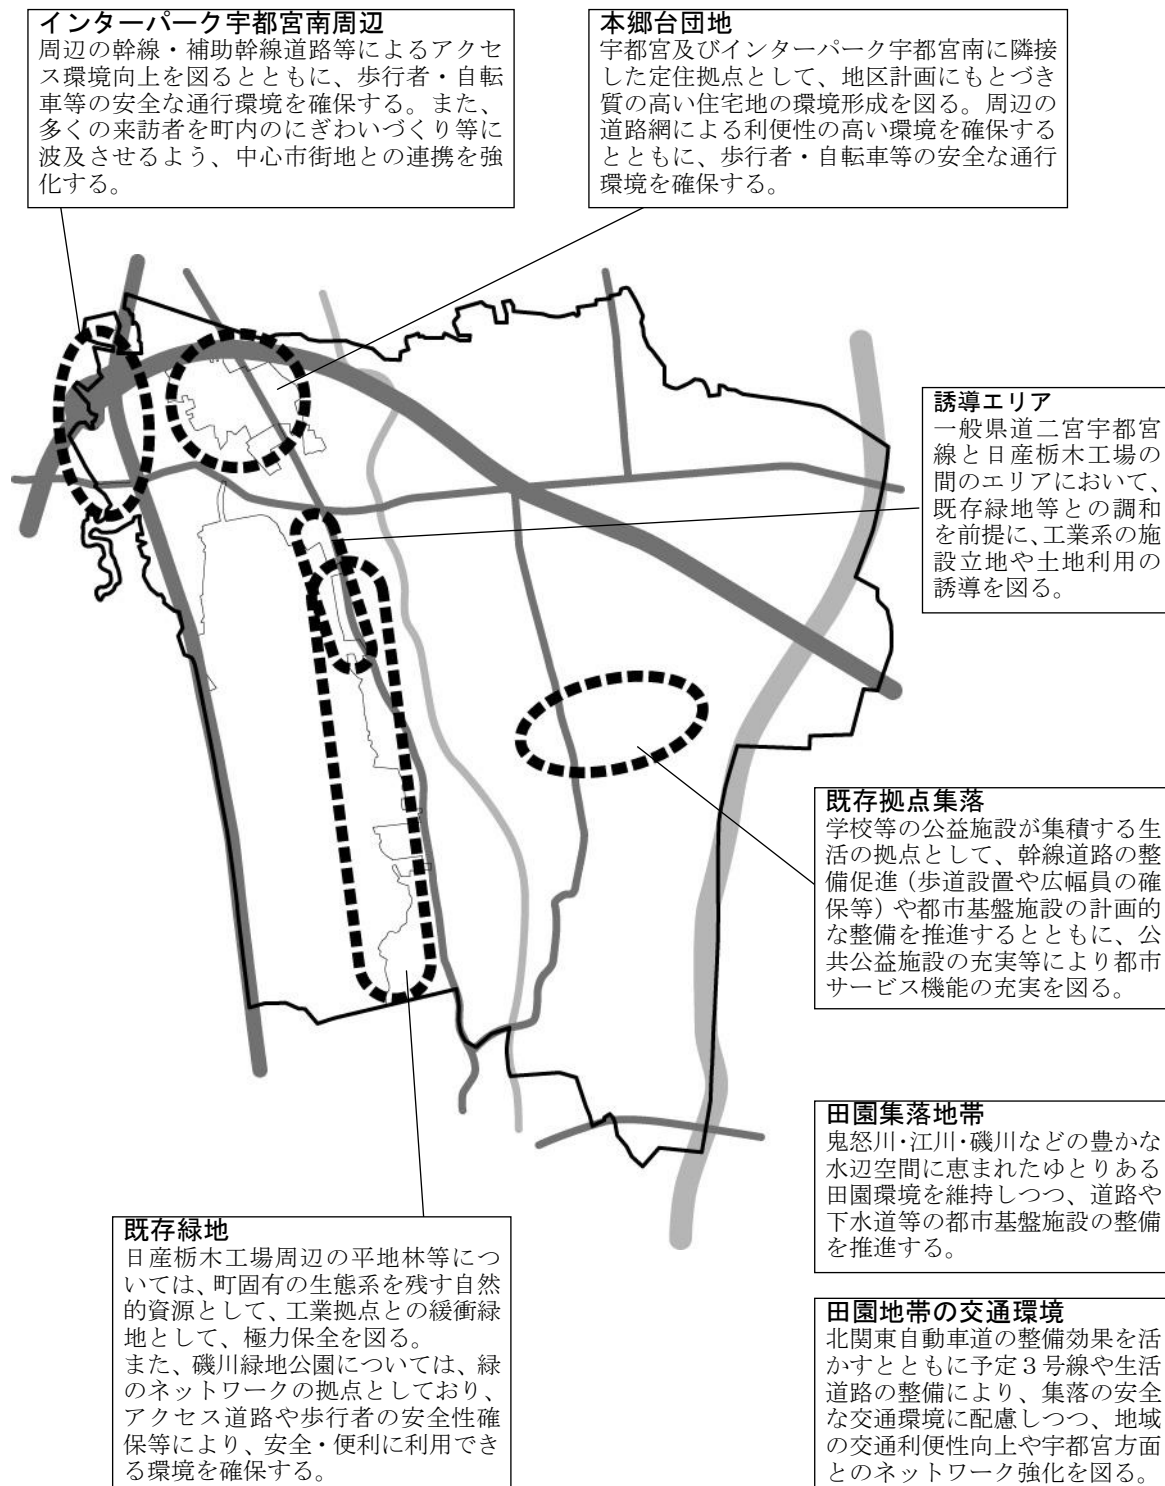 インターパーク宇都宮南周辺
周辺の幹線・補助幹線道路等によるアクセ
ス環境向上を図るとともに、歩行者・自転
車等の安全な通行環境を確保する。また、
多くの来訪者を町内のにぎわいづくり等に
波及させるよう、中心市街地との連携を強
化する。
本郷台団地
宇都宮及びインターパーク宇都宮南に隣接
した定住拠点として、地区計画にもとづき
質の高い住宅地の環境形成を図る。周辺の
道路網による利便性の高い環境を確保する
とともに、歩行者・自転車等の安全な通行
環境を確保する。
誘導エリア
一般県道二宮宇都宮
線と日産栃木工場の
間のエリアにおいて、
既存緑地等との調和
を前提に、工業系の施
設立地や土地利用の
誘導を図る。
既存拠点集落
学校等の公益施設が集積する生
活の拠点として、幹線道路の整
備促進（歩道設置や広幅員の確
保等）や都市基盤施設の計画的
な整備を推進するとともに、公
共公益施設の充実等により都市
サービス機能の充実を図る。
田園集落地帯
鬼怒川・江川・磯川などの豊かな
水辺空間に恵まれたゆとりある
田園環境を維持しつつ、道路や
下水道等の都市基盤施設の整備
を推進する。
既存緑地
日産栃木工場周辺の平地林等につ
いては、町固有の生態系を残す自然
的資源として、工業拠点との緩衝緑
地として、極力保全を図る。
また、磯川緑地公園については、緑
のネットワークの拠点としており、
アクセス道路や歩行者の安全性確
保等により、安全・便利に利用でき
る環境を確保する。
田園地帯の交通環境
北関東自動車道の整備効果を活
かすとともに予定３号線や生活
道路の整備により、集落の安全
な交通環境に配慮しつつ、地域
の交通利便性向上や宇都宮方面
とのネットワーク強化を図る。